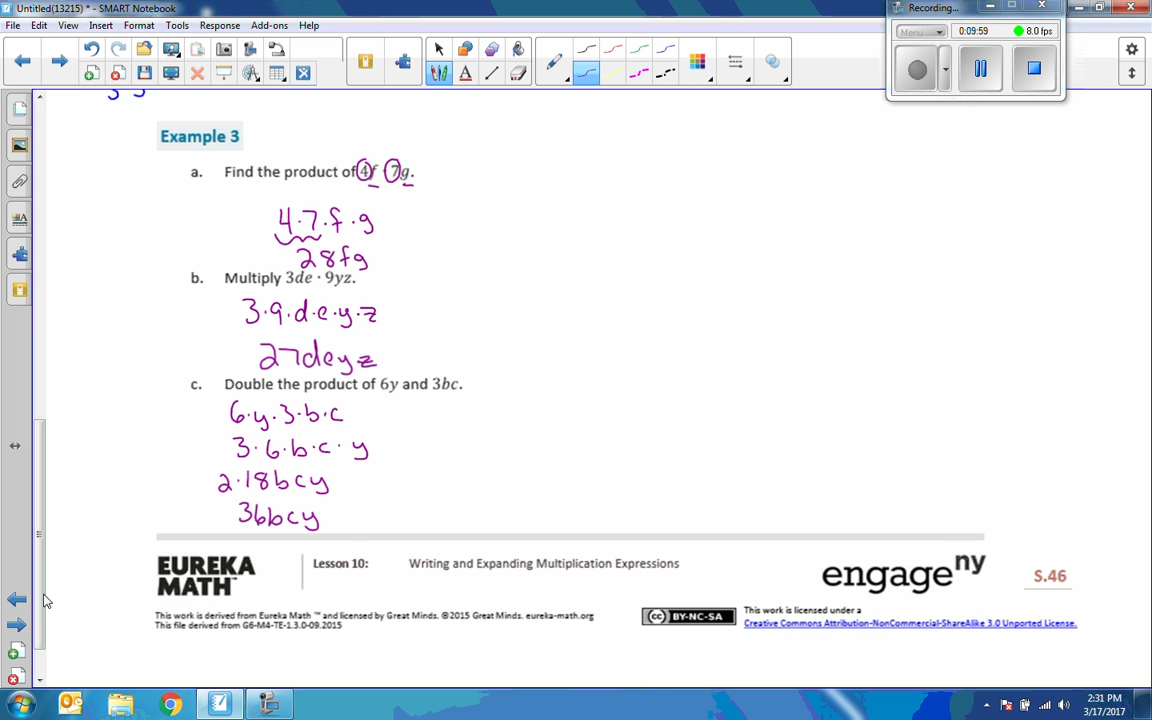 Untitled(13215) * - SMART Notebook
Recording...
File Edit View Insert Format Tools Response Add-ons Help
Menu
0:09:59
8.0 fps
Example 3
a. Find the product of 4f · 7g.
4·7·f·g
28fg
b. Multiply 3de · 9yz.
3·9·d·e·y·z
27deyz
c. Double the product of 6y and 3bc.
6·y·3·b·c
3·6·b·c·y
2·18bcy
36bcy
EUREKA MATH™
Lesson 10: Writing and Expanding Multiplication Expressions
engage ny
S.46
This work is derived from Eureka Math ™ and licensed by Great Minds. ©2015 Great Minds. eureka-math.org
This file derived from G6-M4-TE-1.3.0-09.2015
CC BY-NC-SA
This work is licensed under a
Creative Commons Attribution-NonCommercial-ShareAlike 3.0 Unported License.
2:31 PM
3/17/2017